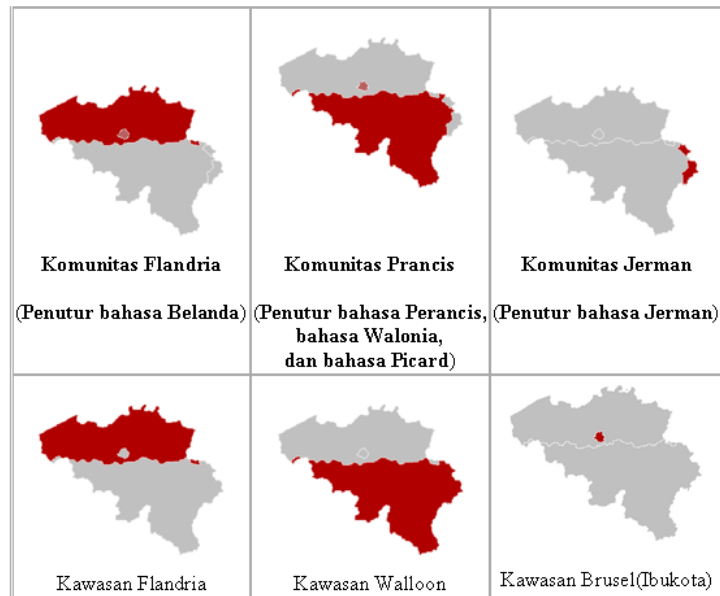 Komunitas Flandria
(Penutur bahasa Belanda)
Komunitas Prancis
(Penutur bahasa Perancis,
bahasa Walonia,
dan bahasa Picard)
Komunitas Jerman
(Penutur bahasa Jerman)
Kawasan Flandria
Kawasan Walloon
Kawasan Brusel(Ibukota)